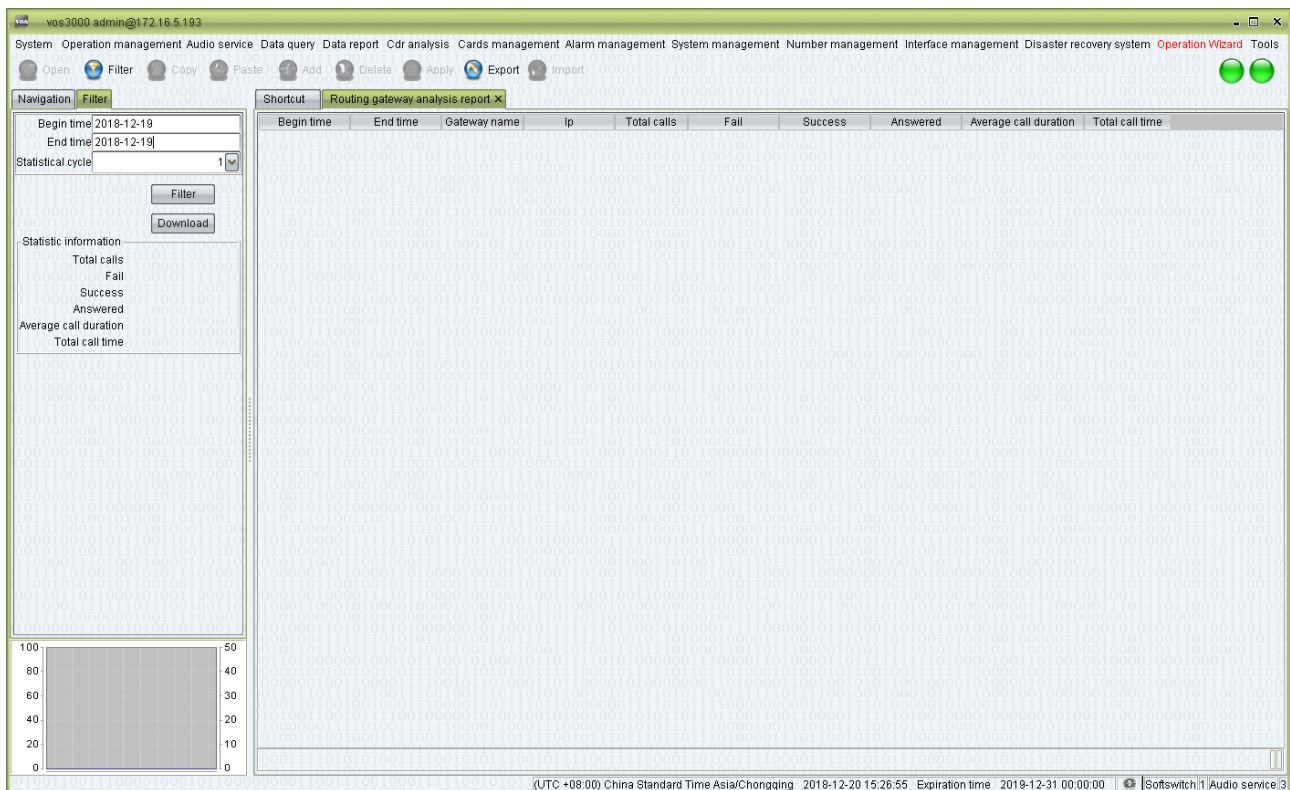 vos vos3000 admin@172.16.5.193
System Operation management Audio service Data query Data report Cdr analysis Cards management Alarm management System management Number management Interface management Disaster recovery system Operation Wizard Tools
Open Filter Copy Paste Add Delete Apply Export Import
Navigation Filter Shortcut Routing gateway analysis report
Begin time 2018-12-19
End time 2018-12-19
Statistical cycle 1
Filter
Download
Statistic information
Total calls
Fail
Success
Answered
Average call duration
Total call time
Begin time End time Gateway name Ip Total calls Fail Success Answered Average call duration Total call time
100 50
80 40
60 30
40 20
20 10
0 0
(UTC +08:00) China Standard Time Asia/Chongqing 2018-12-20 15:26:55 Expiration time 2019-12-31 00:00:00 Softswitch 1 Audio service 3